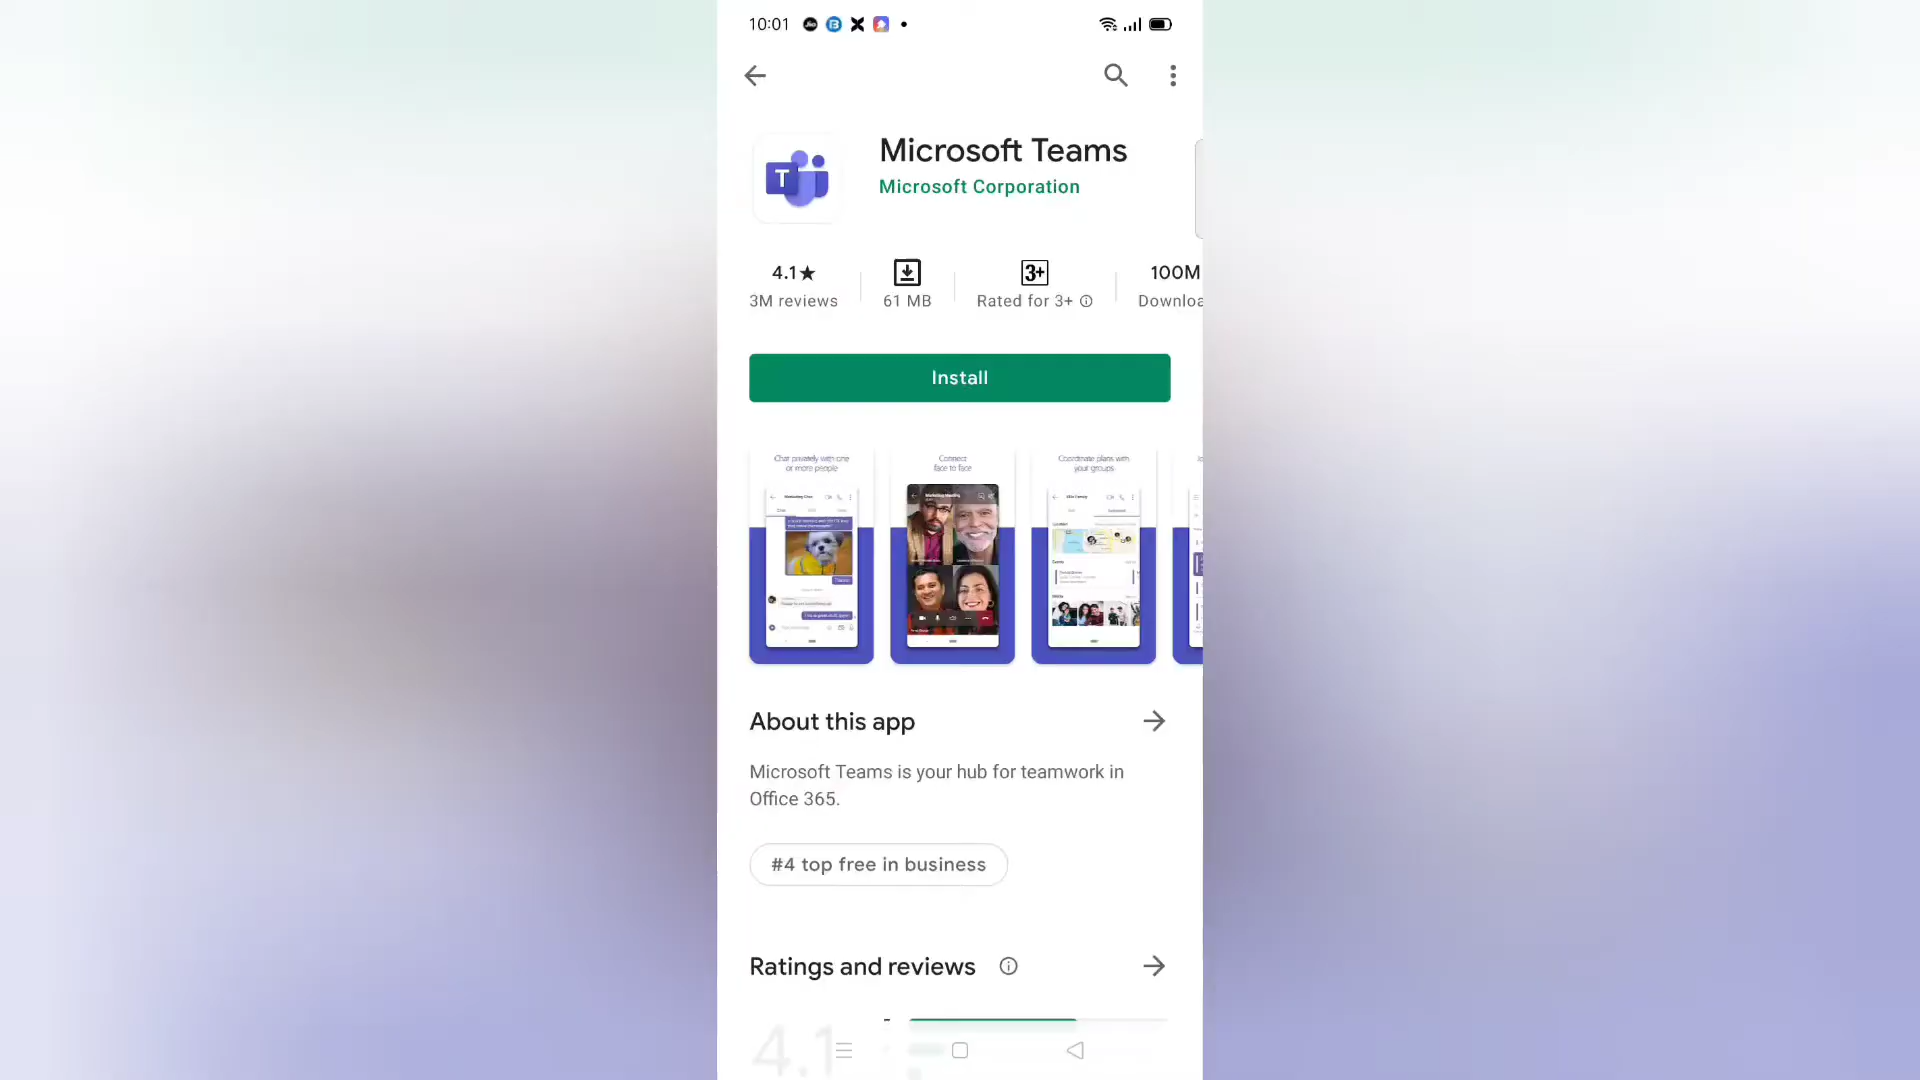 10:01
Microsoft Teams
Microsoft Corporation
4.1★
3M reviews
61 MB
3+
Rated for 3+
100M
Downloa
Install
Chat privately with one
or more people
Connect
face to face
Coordinate plans with
your groups
About this app
Microsoft Teams is your hub for teamwork in
Office 365.
#4 top free in business
Ratings and reviews
4.1